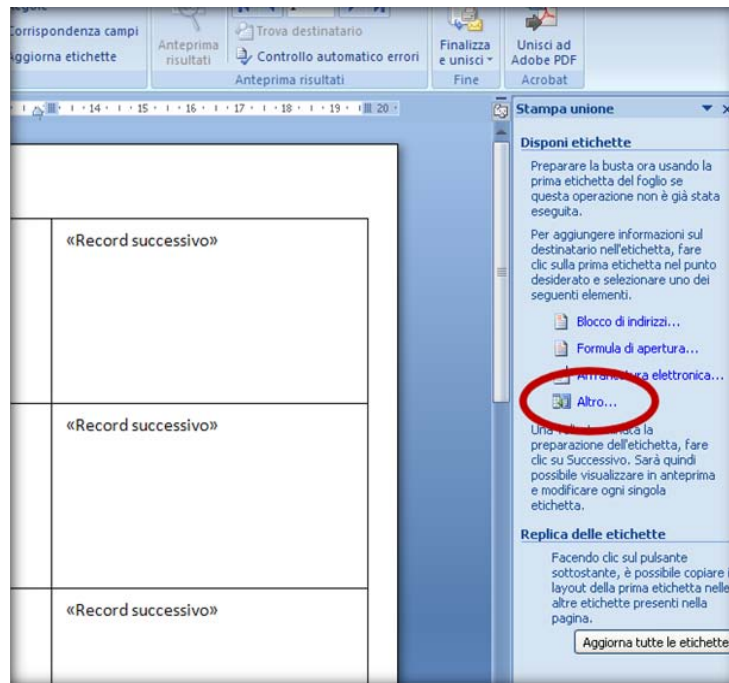 Corrispondenza campi
Aggiorna etichette
Anteprima
risultati
Trova destinatario
Controllo automatico errori
Anteprima risultati
Finalizza
e unisci
Fine
Unisci ad
Adobe PDF
Acrobat
14 15 16 17 18 19 20
«Record successivo»
«Record successivo»
«Record successivo»
Stampa unione
Disponi etichette
Preparare la busta ora usando la
prima etichetta del foglio se
questa operazione non è già stata
eseguita.
Per aggiungere informazioni sul
destinatario nell'etichetta, fare
clic sulla prima etichetta nel punto
desiderato e selezionare uno dei
seguenti elementi.
Blocco di indirizzi...
Formula di apertura...
Affrancatura elettronica...
Altro...
Una volta la
preparazione dell'etichetta, fare
clic su Successivo. Sarà quindi
possibile visualizzare in anteprima
e modificare ogni singola
etichetta.
Replica delle etichette
Facendo clic sul pulsante
sottostante, è possibile copiare i
layout della prima etichetta nelle
altre etichette presenti nella
pagina.
Aggiorna tutte le etichette